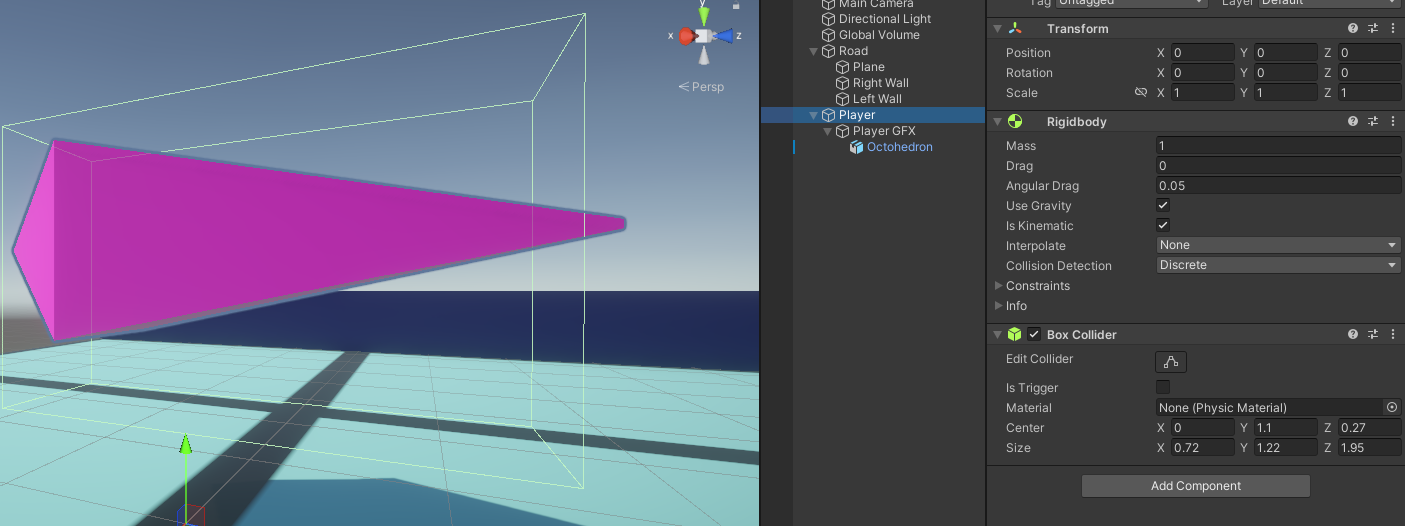 y
x
z
Persp
Main Camera
Directional Light
Global Volume
Road
Plane
Right Wall
Left Wall
Player
Player GFX
Octohedron
Tag Untagged Layer Default
Transform
Position X 0 Y 0 Z 0
Rotation X 0 Y 0 Z 0
Scale X 1 Y 1 Z 1
Rigidbody
Mass 1
Drag 0
Angular Drag 0.05
Use Gravity
Is Kinematic
Interpolate None
Collision Detection Discrete
Constraints
Info
Box Collider
Edit Collider
Is Trigger
Material None (Physic Material)
Center X 0 Y 1.1 Z 0.27
Size X 0.72 Y 1.22 Z 1.95
Add Component